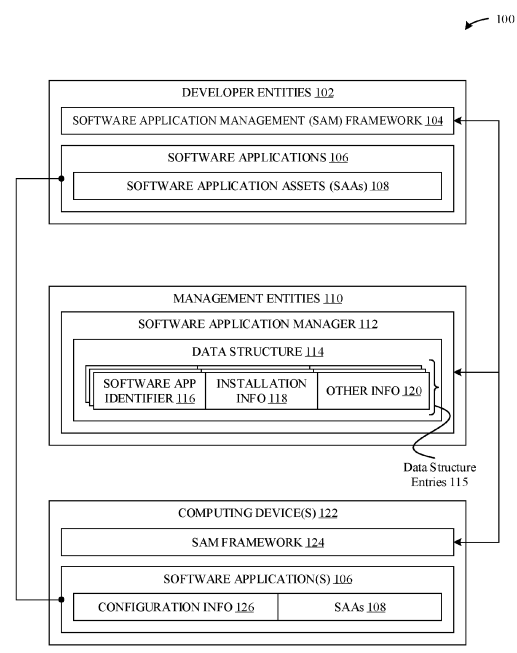 100
DEVELOPER ENTITIES 102
SOFTWARE APPLICATION MANAGEMENT (SAM) FRAMEWORK 104
SOFTWARE APPLICATIONS 106
SOFTWARE APPLICATION ASSETS (SAAs) 108
MANAGEMENT ENTITIES 110
SOFTWARE APPLICATION MANAGER 112
DATA STRUCTURE 114
SOFTWARE APP
IDENTIFIER 116
INSTALLATION
INFO 118
OTHER INFO 120
Data Structure
Entries 115
COMPUTING DEVICE(S) 122
SAM FRAMEWORK 124
SOFTWARE APPLICATION(S) 106
CONFIGURATION INFO 126
SAAs 108